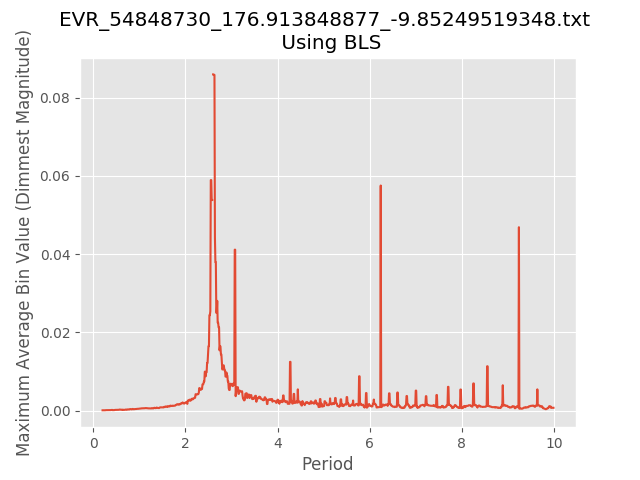 EVR_54848730_176.913848877_-9.85249519348.txt
Using BLS
Maximum Average Bin Value (Dimmest Magnitude)
0.08
0.06
0.04
0.02
0.00
0
2
4
6
8
10
Period